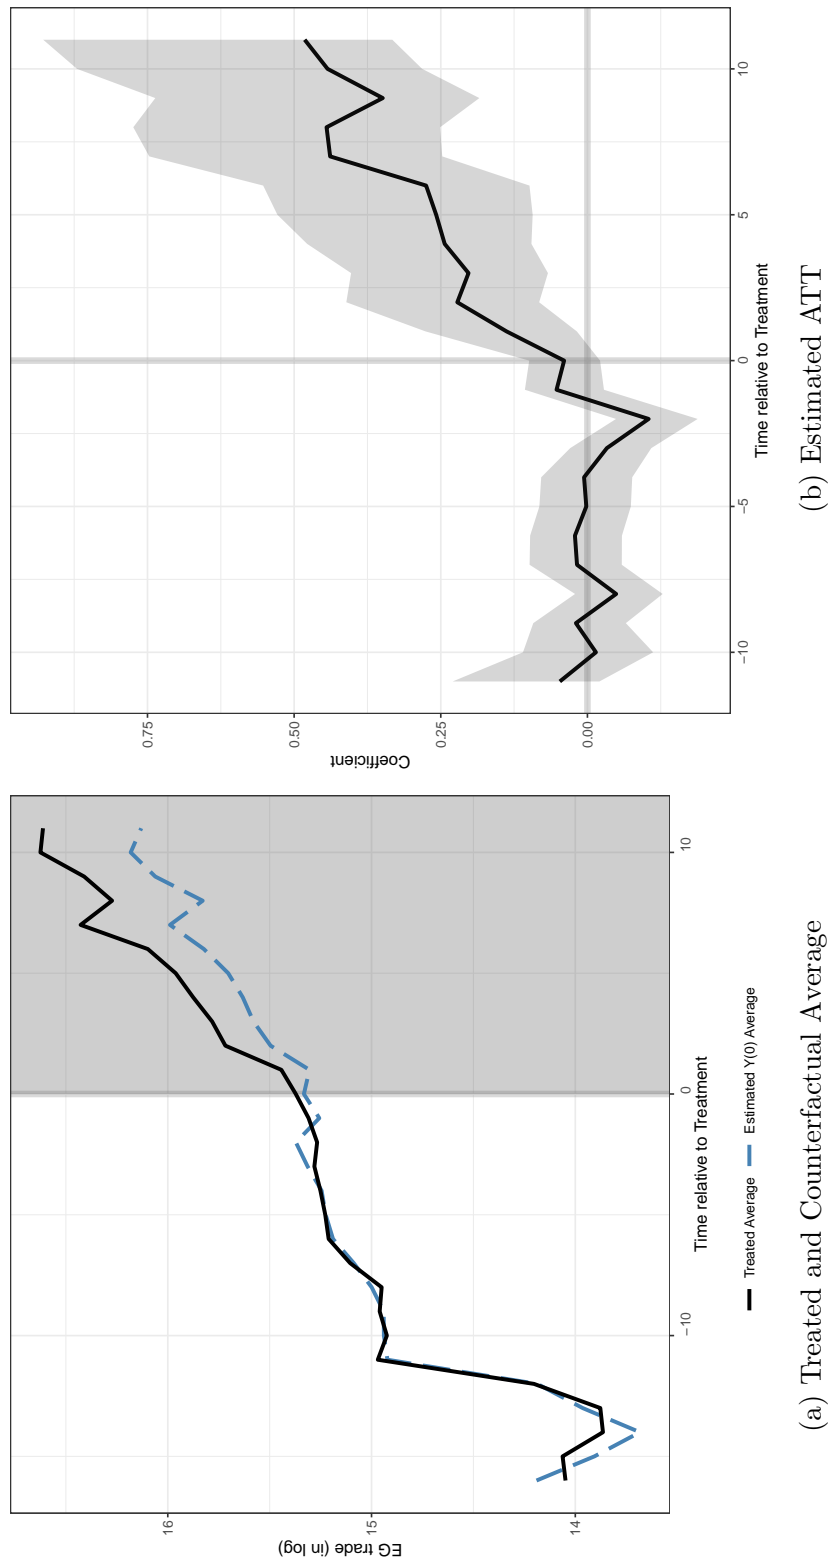 EG trade (in log)
16
15
14
−10
0
10
Time relative to Treatment
Treated Average
Estimated Y(0) Average
(a) Treated and Counterfactual Average
Coefficient
0.75
0.50
0.25
0.00
−10
−5
0
5
10
Time relative to Treatment
(b) Estimated ATT